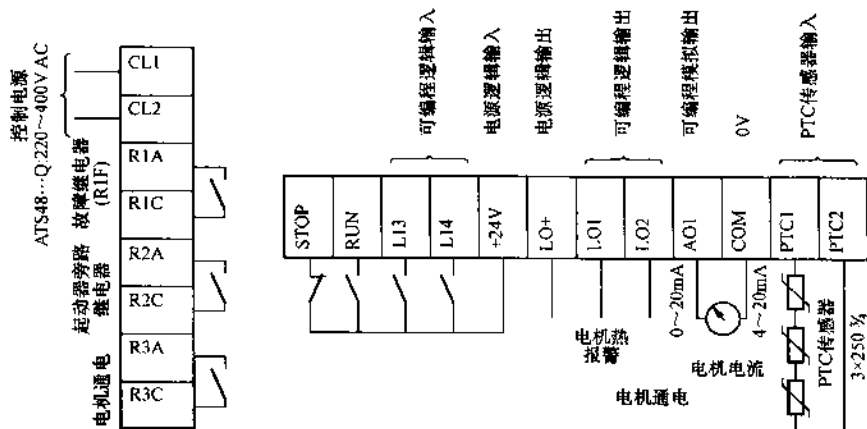 控制电源
ATS48···Q:220~400V AC
故障继电器
(R1F)
起动器旁路
继电器
电机通电
CL1
CL2
R1A
R1C
R2A
R2C
R3A
R3C
可编程逻辑输入
电源逻辑输入
电源逻辑输出
可编程逻辑输出
可编程模拟输出
0V
PTC传感器输入
STOP
RUN
L13
L14
+24V
LO+
LO1
LO2
AO1
COM
PTC1
PTC2
电机热
报警
电机通电
0~20mA
4~20mA
电机电流
PTC传感器
3×250 ¾